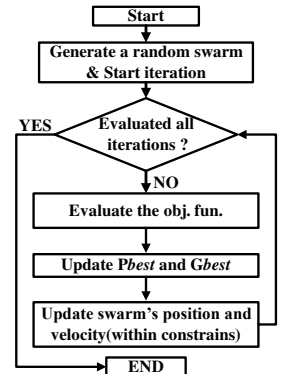 Start
Generate a random swarm
& Start iteration
YES
Evaluated all
iterations ?
NO
Evaluate the obj. fun.
Update Pbest and Gbest
Update swarm's position and
velocity(within constrains)
END